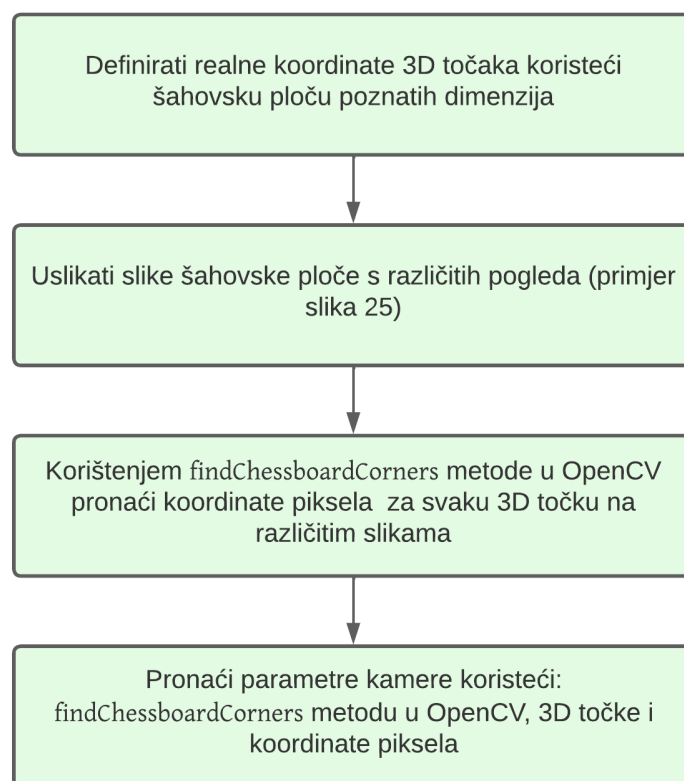 Definirati realne koordinate 3D točaka koristeći
šahovsku ploču poznatih dimenzija
Uslikati slike šahovske ploče s različitih pogleda (primjer
slika 25)
Korištenjem findChessboardCorners metode u OpenCV
pronaći koordinate piksela za svaku 3D točku na
različitim slikama
Pronaći parametre kamere koristeći:
findChessboardCorners metodu u OpenCV, 3D točke i
koordinate piksela